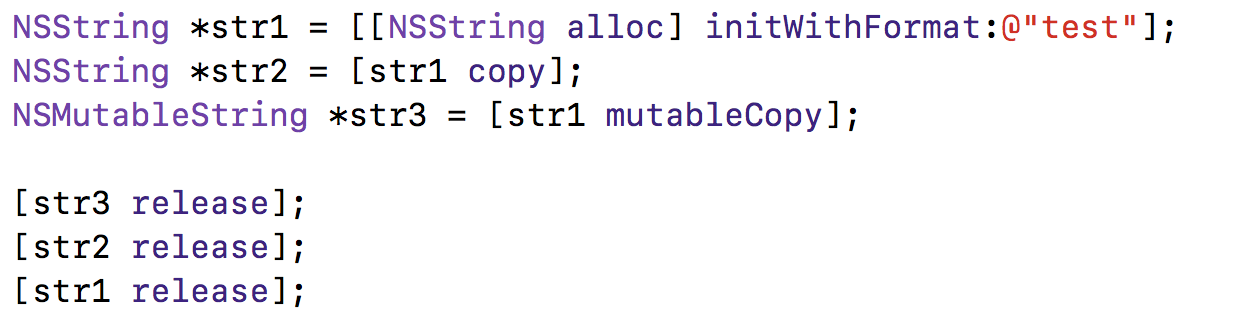 NSString *str1 = [[NSString alloc] initWithFormat:@"test"];
NSString *str2 = [str1 copy];
NSMutableString *str3 = [str1 mutableCopy];
[str3 release];
[str2 release];
[str1 release];